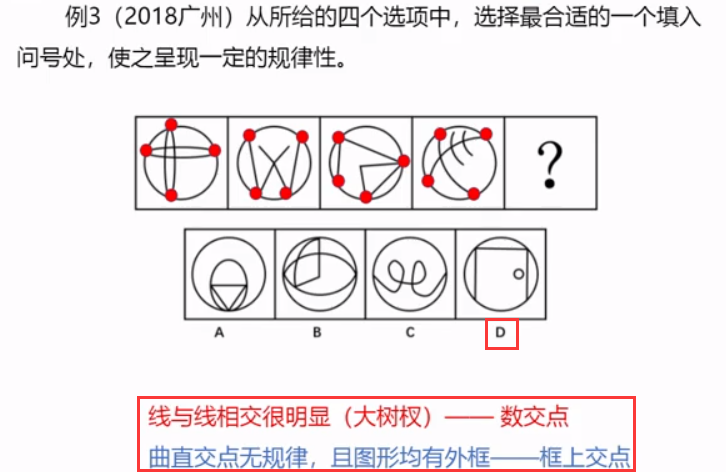 例3（2018广州）从所给的四个选项中，选择最合适的一个填入
问号处，使之呈现一定的规律性。
?
A B C D
线与线相交很明显（大树杈）—— 数交点
曲直交点无规律，且图形均有外框——框上交点